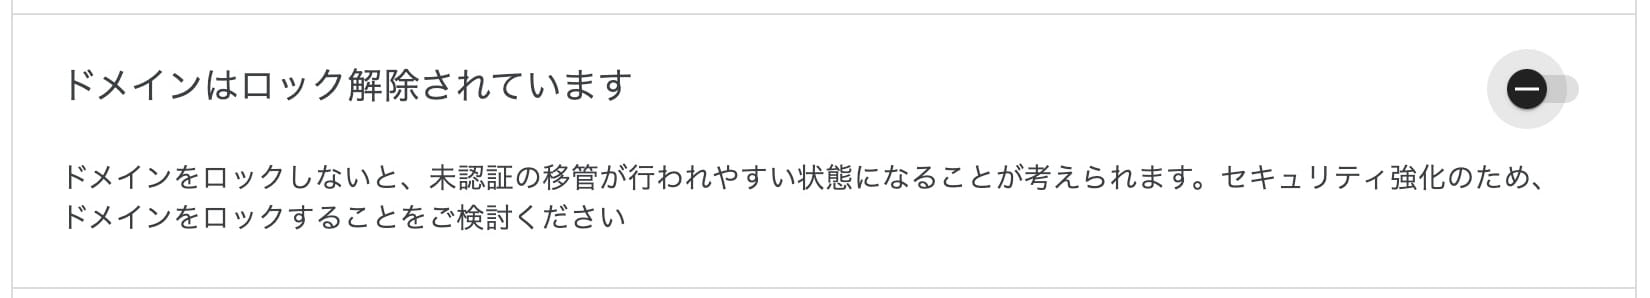 ドメインはロック解除されています
ドメインをロックしないと、未認証の移管が行われやすい状態になることが考えられます。セキュリティ強化のため、
ドメインをロックすることをご検討ください